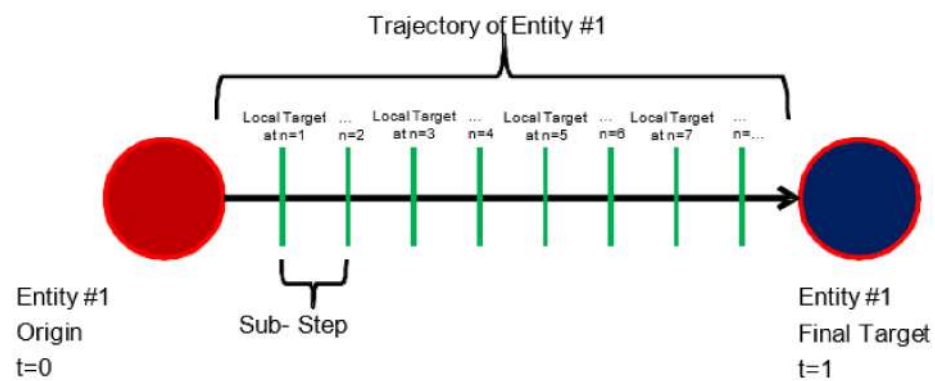 Trajectory of Entity #1
Local Target ... Local Target ... Local Target ... Local Target ...
at n=1 n=2 at n=3 n=4 at n=5 n=6 at n=7 n=...
Sub- Step
Entity #1
Origin
t=0
Entity #1
Final Target
t=1